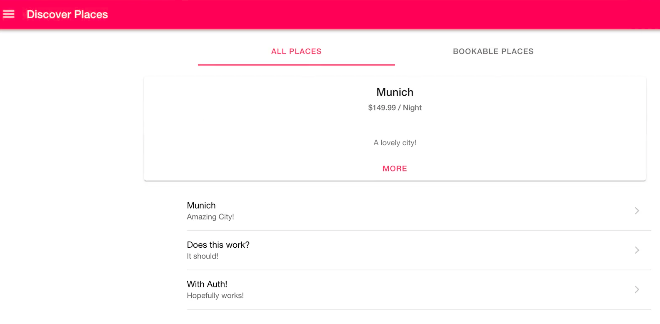 Discover Places
ALL PLACES
BOOKABLE PLACES
Munich
$149.99 / Night
A lovely city!
MORE
Munich
Amazing City!
Does this work?
It should!
With Auth!
Hopefully works!